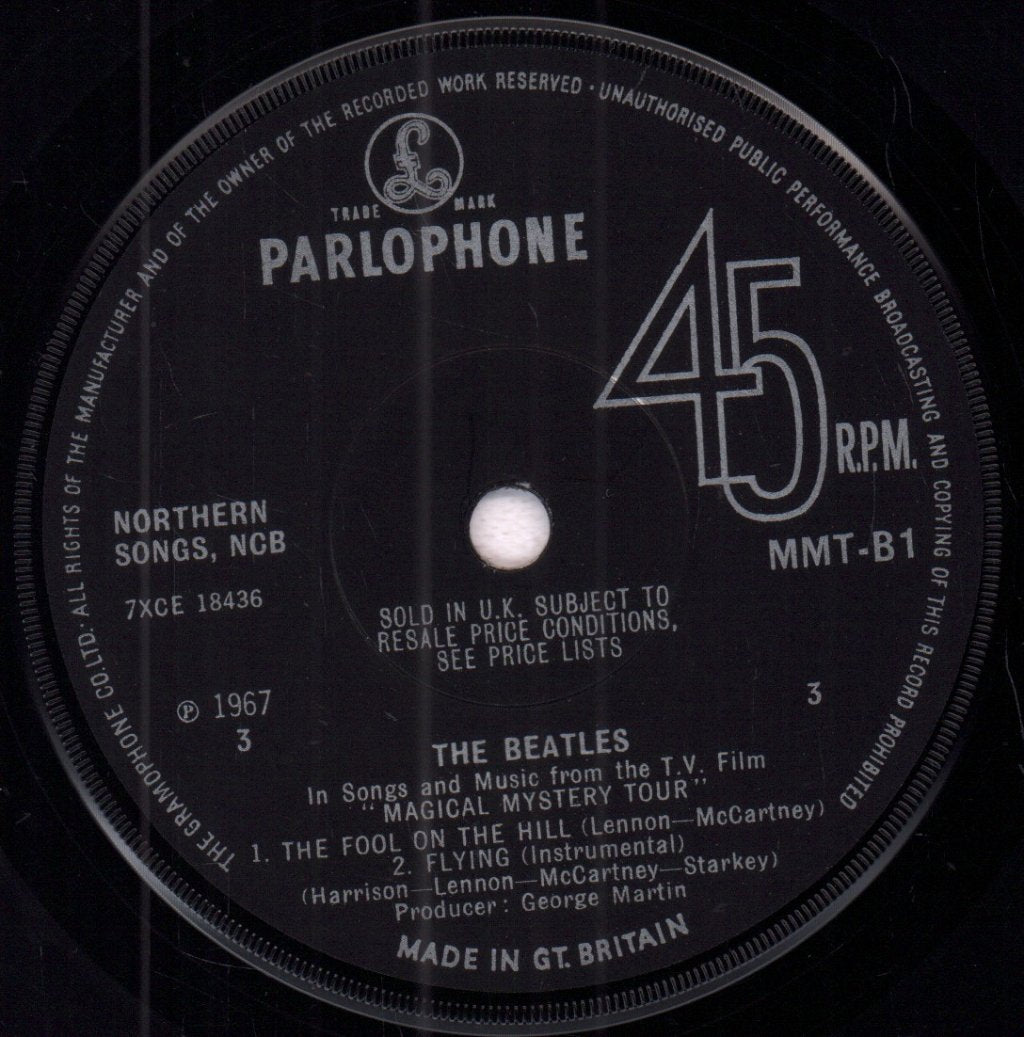 THE GRAMOPHONE CO. LTD: ALL RIGHTS OF THE MANUFACTURER AND OF THE OWNER OF THE RECORDED WORK RESERVED · UNAUTHORISED PUBLIC PERFORMANCE BROADCASTING AND COPYING OF THIS RECORD PROHIBITED
£
TRADE MARK
PARLOPHONE
45 R.P.M.
NORTHERN
SONGS, NCB
MMT-B1
7XCE 18436
SOLD IN U.K. SUBJECT TO
RESALE PRICE CONDITIONS,
SEE PRICE LISTS
℗ 1967
3
3
THE BEATLES
In Songs and Music from the T.V. Film
"MAGICAL MYSTERY TOUR"
1. THE FOOL ON THE HILL (Lennon—McCartney)
2. FLYING (Instrumental)
(Harrison—Lennon—McCartney—Starkey)
Producer: George Martin
MADE IN GT. BRITAIN